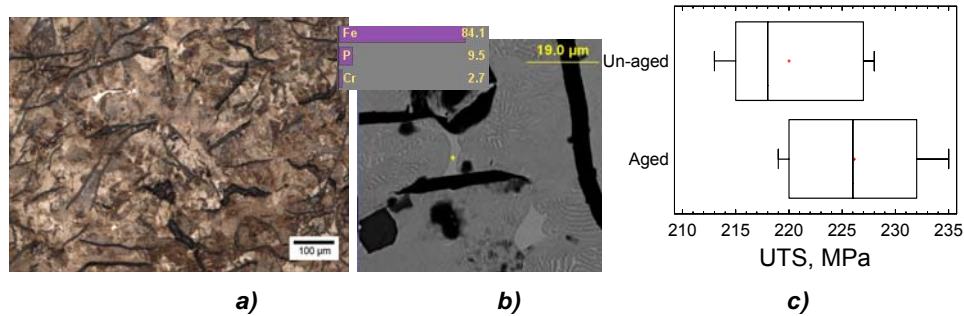 Fe 84.1
P 9.5
Cr 2.7
19.0 µm
100 µm
Un-aged
Aged
210 215 220 225 230 235
UTS, MPa
a) b) c)